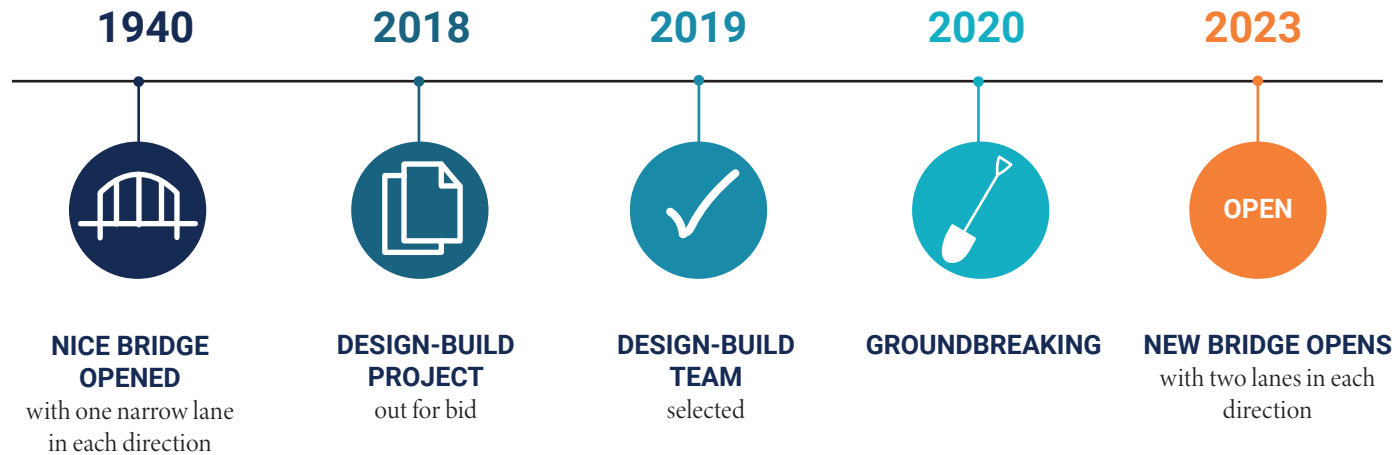 1940
2018
2019
2020
2023
OPEN
NICE BRIDGE
OPENED
with one narrow lane
in each direction
DESIGN-BUILD
PROJECT
out for bid
DESIGN-BUILD
TEAM
selected
GROUNDBREAKING
NEW BRIDGE OPENS
with two lanes in each
direction